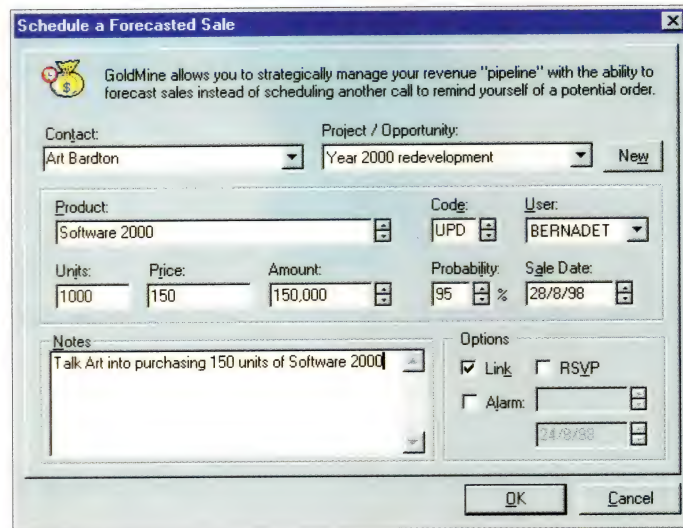 Schedule a Forecasted Sale
GoldMine allows you to strategically manage your revenue "pipeline" with the ability to
forecast sales instead of scheduling another call to remind yourself of a potential order.
Contact: Project / Opportunity:
Art Bardton Year 2000 redevelopment New
Product: Code: User:
Software 2000 UPD BERNADET
Units: Price: Amount: Probability: Sale Date:
1000 150 150,000 95 % 28/8/98
Notes Options
Talk Art into purchasing 150 units of Software 2000
Link RSVP
Alarm:
24/8/98
OK Cancel